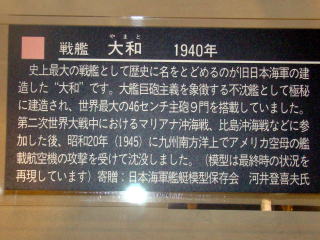 やまと
戦艦 大和 1940年
史上最大の戦艦として歴史に名をとどめるのが旧日本海軍の建
造した“大和”です。大艦巨砲主義を象徴する不沈艦として極秘
に建造され、世界最大の46センチ主砲9門を搭載していました。
第二次世界大戦中におけるマリアナ沖海戦、比島沖海戦などに参
加した後、昭和20年（1945）に九州南方洋上でアメリカ空母の艦
載航空機の攻撃を受けて沈没しました。（模型は最終時の状況を
再現しています）寄贈：日本海軍艦艇模型保存会 河井登喜夫氏